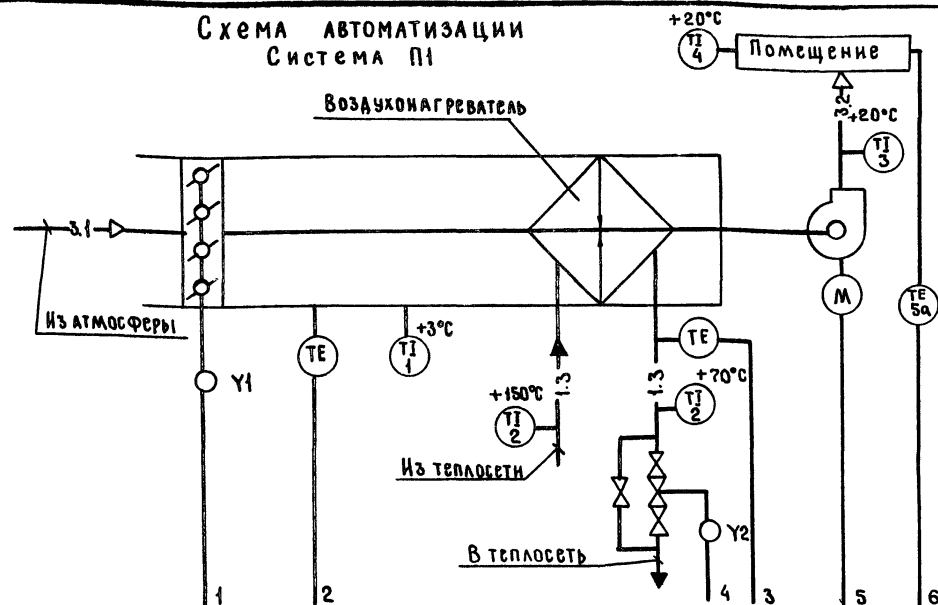 Схема автоматизации
Система П1
+20°С
TI
4
Помещение
Воздухонагреватель
3.2
+20°С
TI
3
3.1
Из атмосферы
M
TE
5а
TE
+3°С
TI
1
TE
Y1
1.3
1.3
+150°С
TI
2
+70°С
TI
2
Из теплосети
Y2
В теплосеть
1
2
4
3
5
6